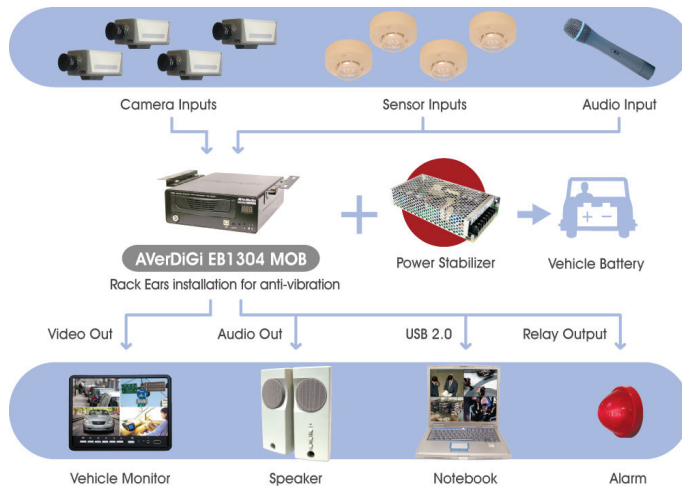 Camera Inputs
Sensor Inputs
Audio Input
AVerDiGi EB1304 MOB
Rack Ears installation for anti-vibration
Power Stabilizer
Vehicle Battery
Video Out
Audio Out
USB 2.0
Relay Output
Vehicle Monitor
Speaker
Notebook
Alarm